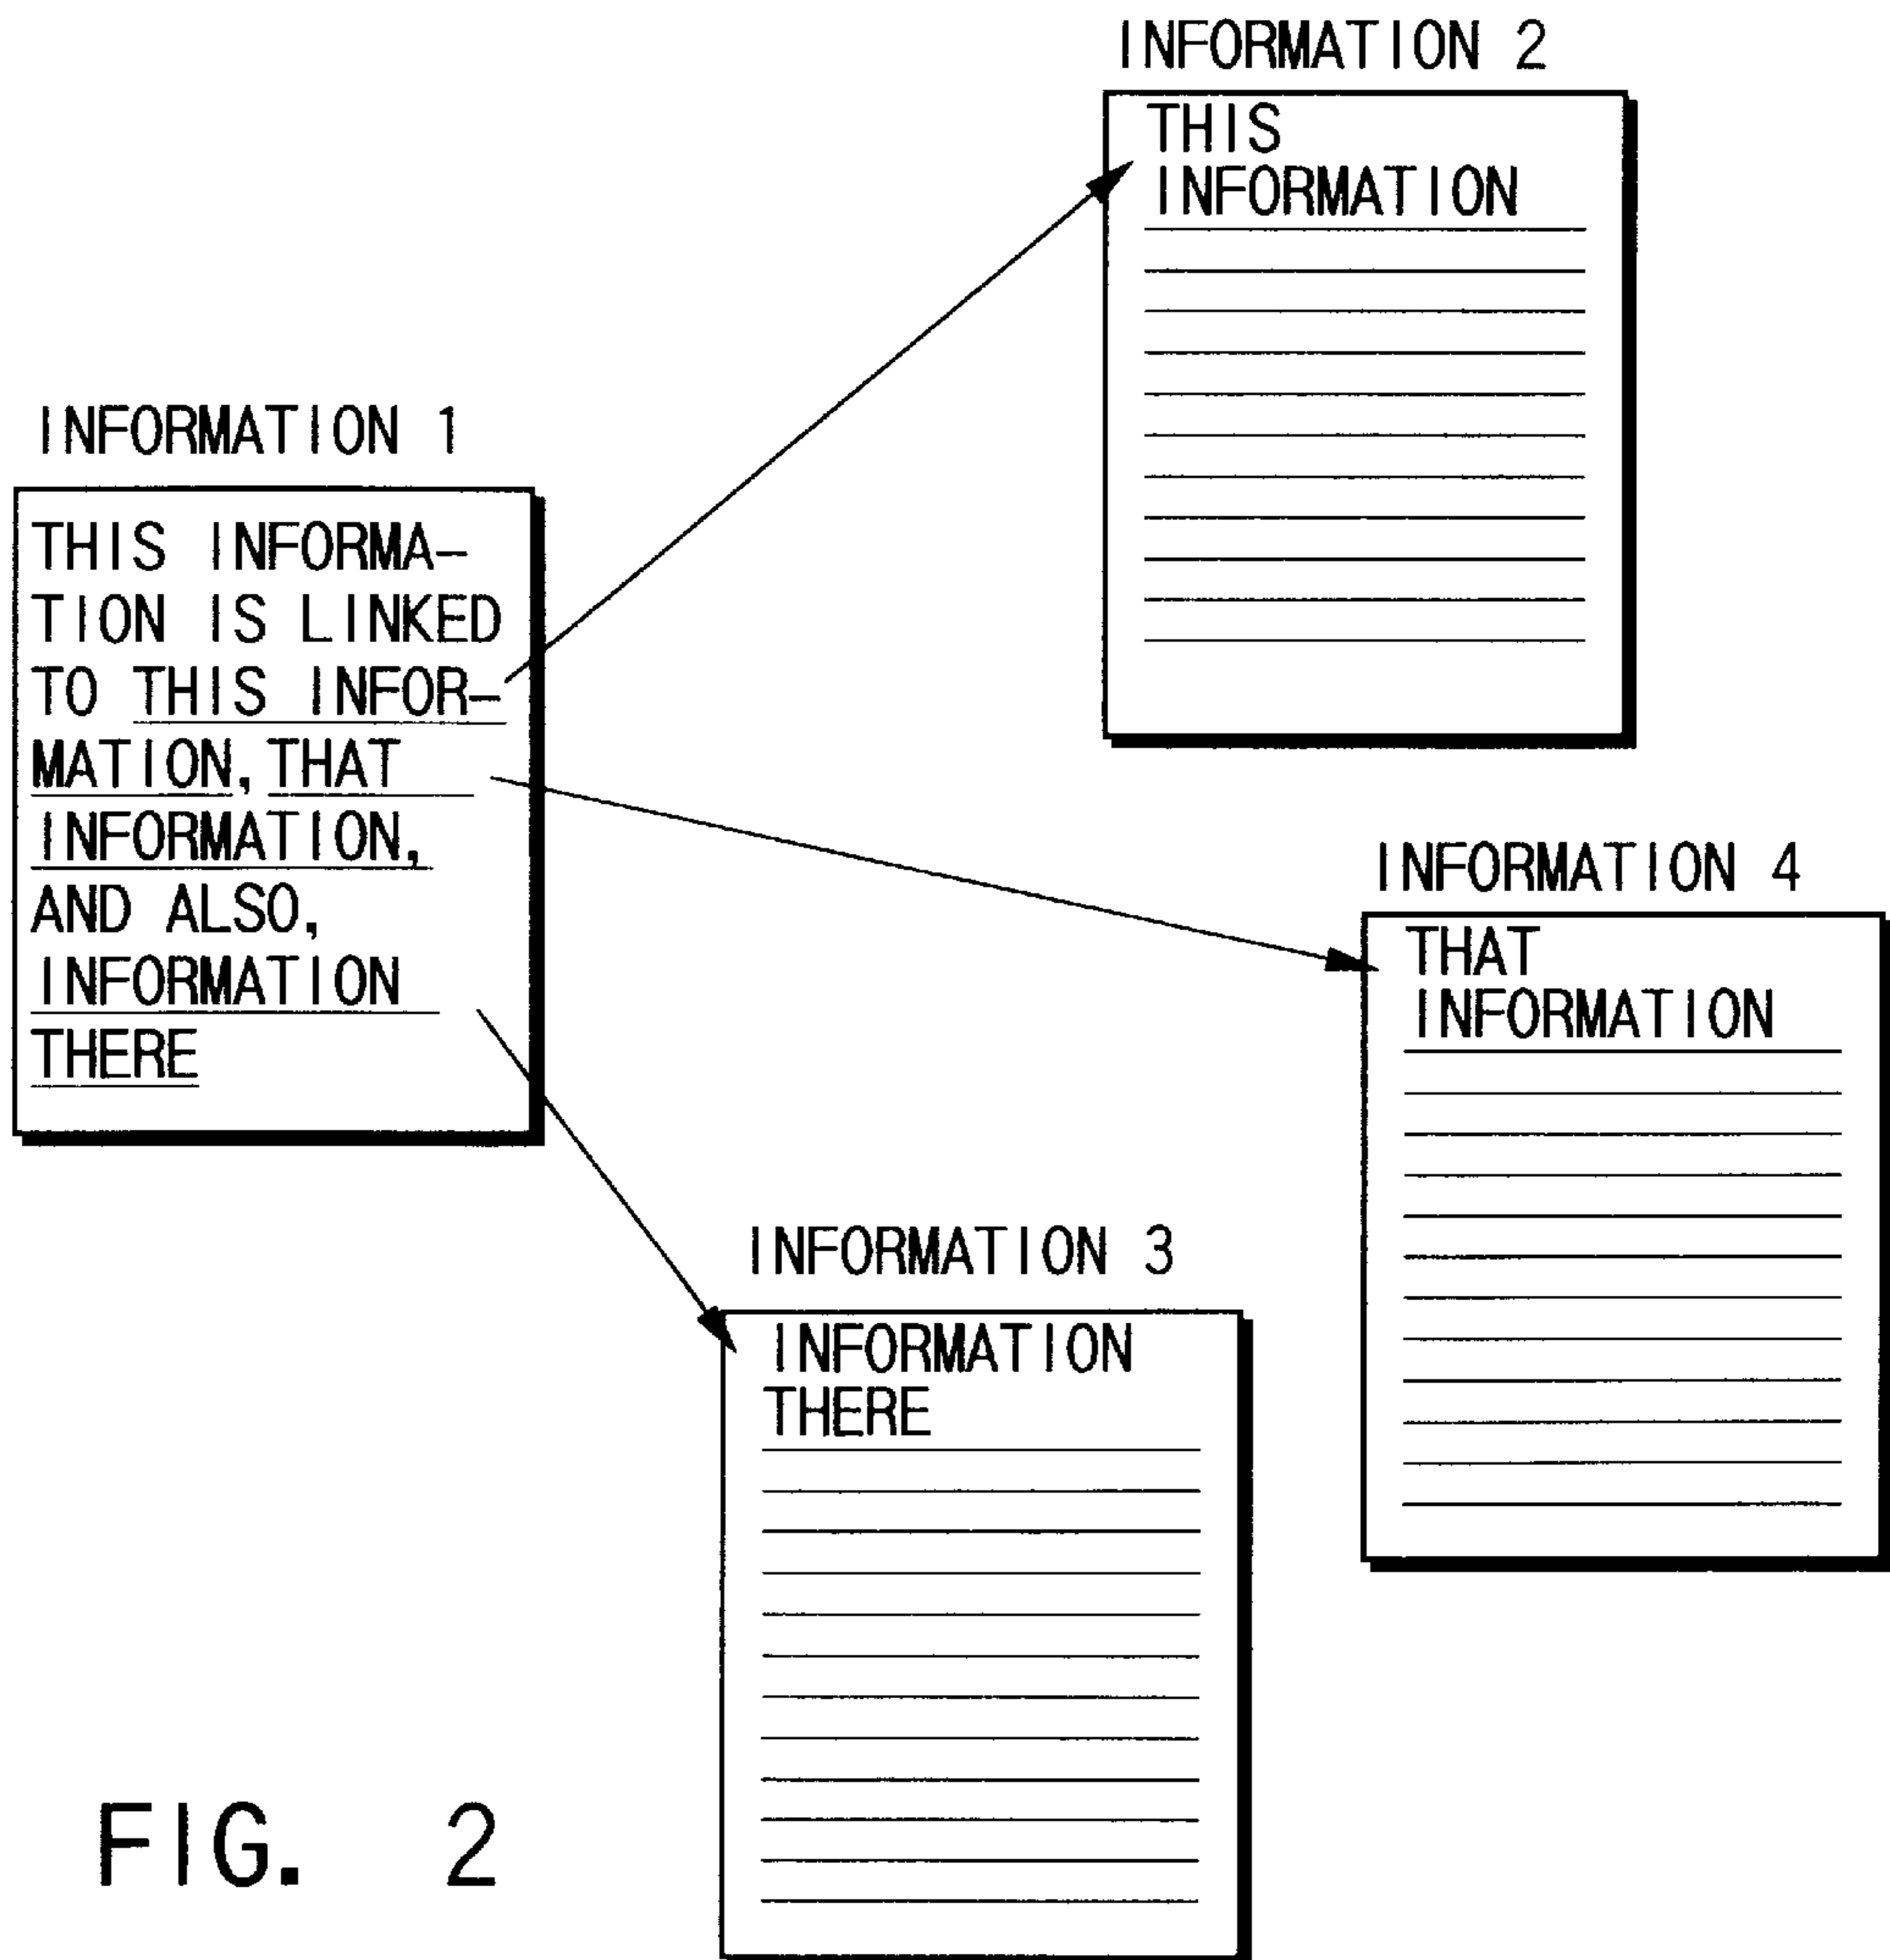 INFORMATION 2
THIS
INFORMATION
INFORMATION 1
THIS INFORMA-
TION IS LINKED
TO THIS INFOR-
MATION, THAT
INFORMATION,
AND ALSO,
INFORMATION
THERE
INFORMATION 4
THAT
INFORMATION
INFORMATION 3
INFORMATION
THERE
FIG. 2